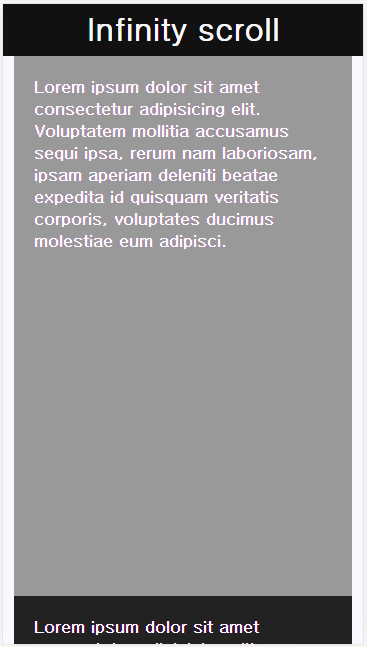 Infinity scroll
Lorem ipsum dolor sit amet
consectetur adipisicing elit.
Voluptatem mollitia accusamus
sequi ipsa, rerum nam laboriosam,
ipsam aperiam deleniti beatae
expedita id quisquam veritatis
corporis, voluptates ducimus
molestiae eum adipisci.
Lorem ipsum dolor sit amet